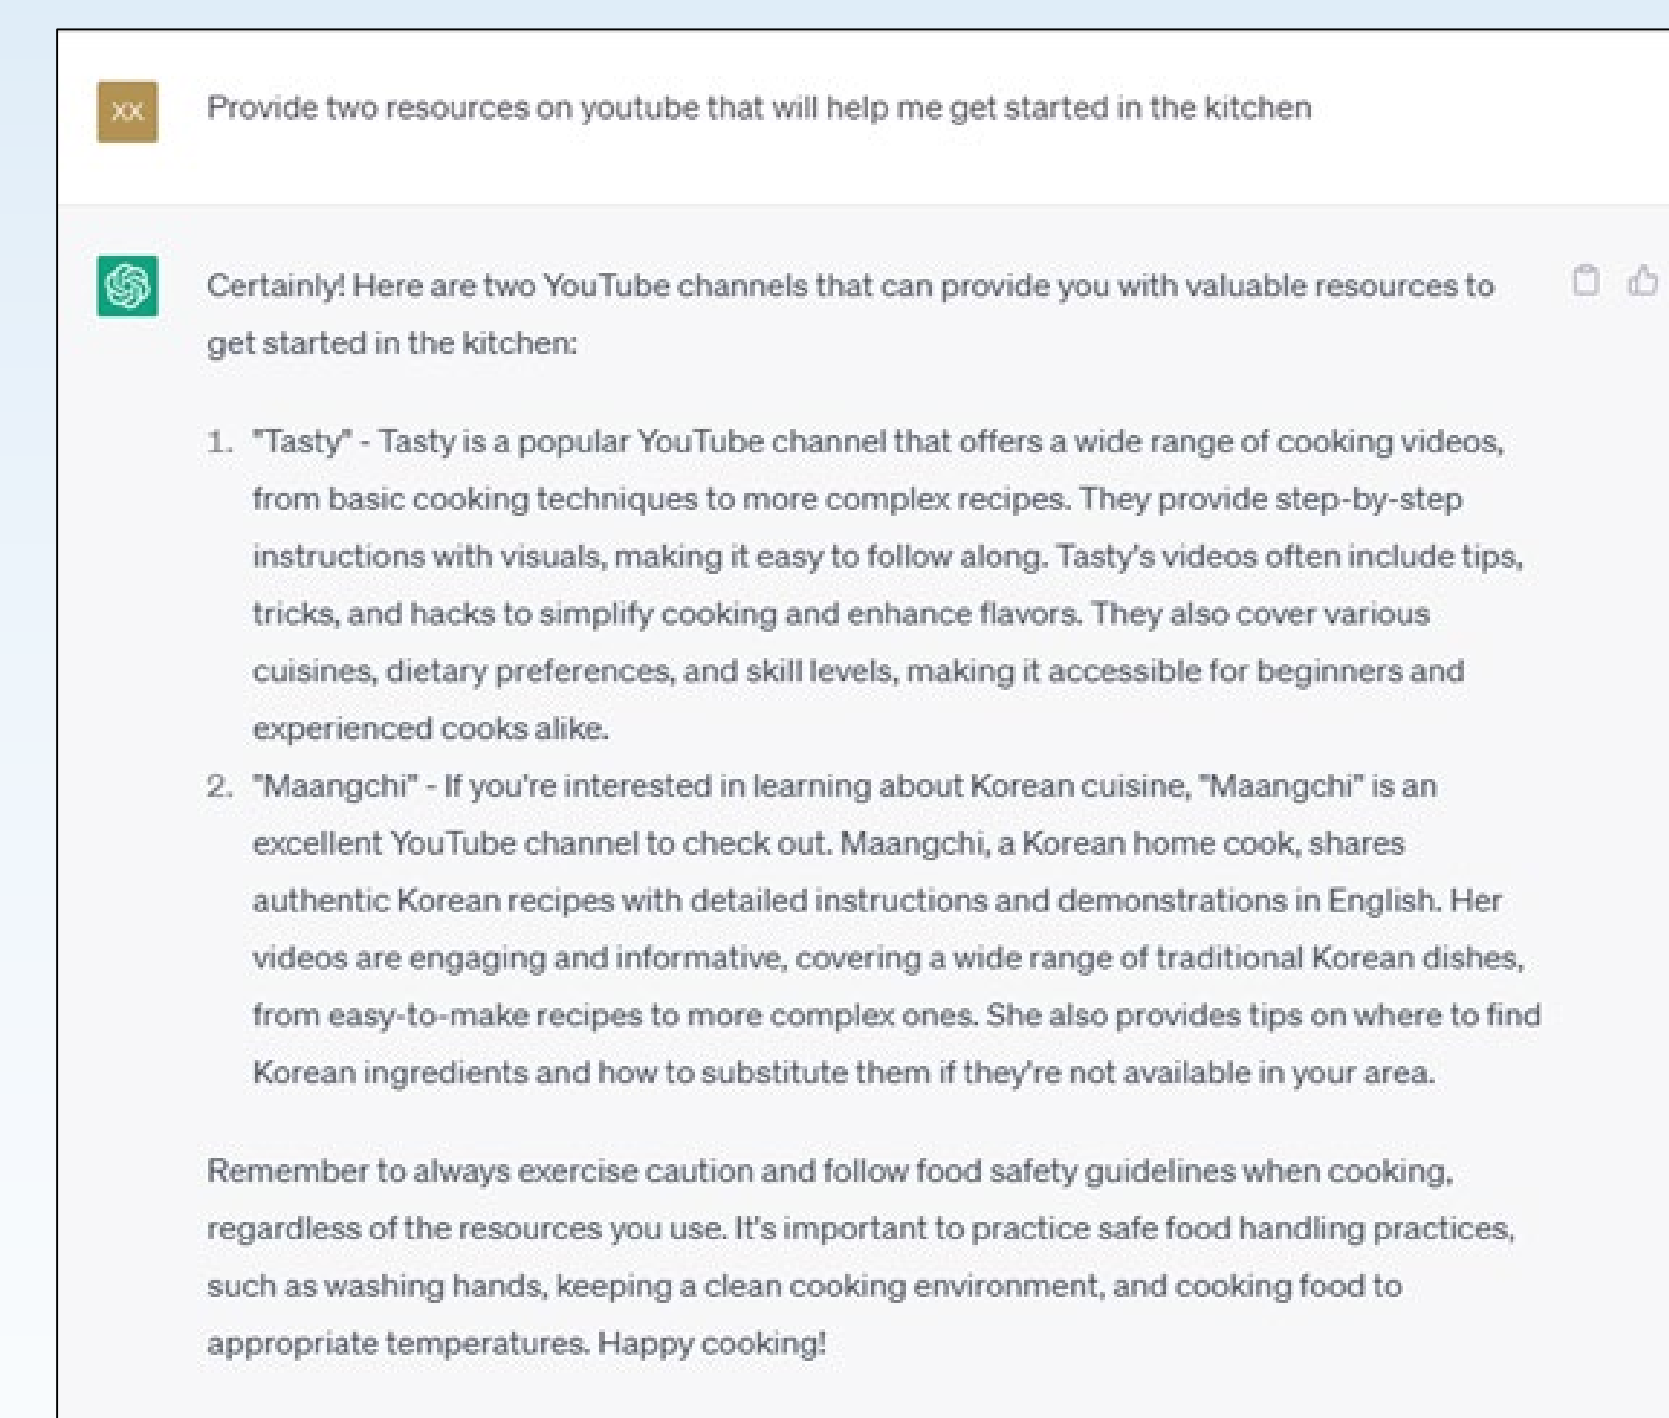 XX
Provide two resources on youtube that will help me get started in the kitchen
Certainly! Here are two YouTube channels that can provide you with valuable resources to
get started in the kitchen:
1. "Tasty" - Tasty is a popular YouTube channel that offers a wide range of cooking videos,
from basic cooking techniques to more complex recipes. They provide step-by-step
instructions with visuals, making it easy to follow along. Tasty's videos often include tips,
tricks, and hacks to simplify cooking and enhance flavors. They also cover various
cuisines, dietary preferences, and skill levels, making it accessible for beginners and
experienced cooks alike.
2. "Maangchi" - If you're interested in learning about Korean cuisine, "Maangchi" is an
excellent YouTube channel to check out. Maangchi, a Korean home cook, shares
authentic Korean recipes with detailed instructions and demonstrations in English. Her
videos are engaging and informative, covering a wide range of traditional Korean dishes,
from easy-to-make recipes to more complex ones. She also provides tips on where to find
Korean ingredients and how to substitute them if they're not available in your area.
Remember to always exercise caution and follow food safety guidelines when cooking,
regardless of the resources you use. It's important to practice safe food handling practices,
such as washing hands, keeping a clean cooking environment, and cooking food to
appropriate temperatures. Happy cooking!